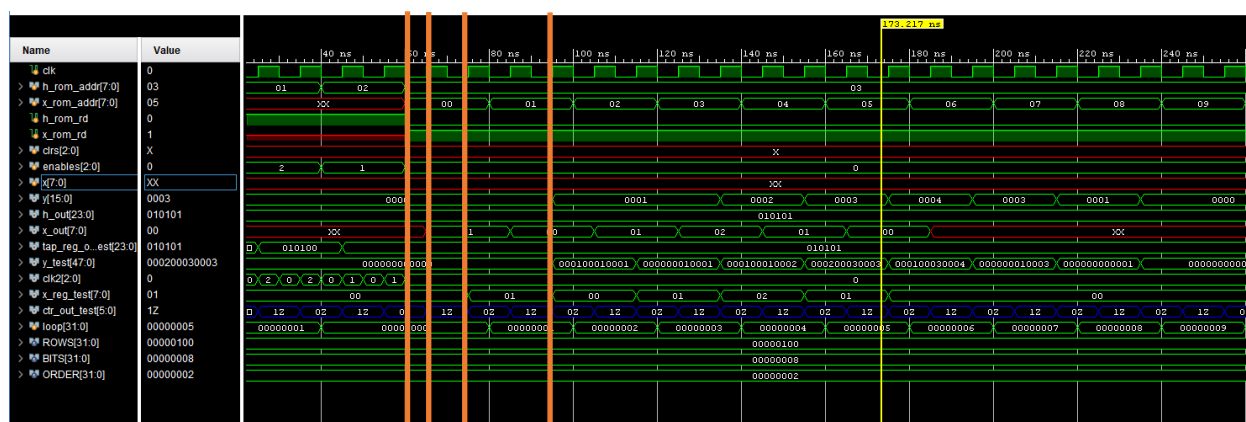 173.217 ns
Name Value
40 ns 80 ns 100 ns 120 ns 140 ns 160 ns 180 ns 200 ns 220 ns 240 ns
clk 0
h_rom_addr[7:0] 03 01 02 03
x_rom_addr[7:0] 05 XX 00 01 02 03 04 05 06 07 08 09
h_rom_rd 0
x_rom_rd 1
clrs[2:0] X X
enables[2:0] 0 2 1 0
x[7:0] XX XX
y[15:0] 0003 0001 0002 0003 0004 0003 0001 0000
h_out[23:0] 010101 010101
x_out[7:0] 00 XX 01 02 01 00 XX
tap_reg_o...est[23:0] 010101 010100 010101
y_test[47:0] 000200030003 000100010001 000000010001 000100010002 000200030003 000100030004 000000010003 000000000001
clk2[2:0] 0 0 2 0 2 0 1 0 1 0
x_reg_test[7:0] 01 00 01 00 01 02 01 00
ctr_out_test[5:0] 1Z 1Z 0Z 1Z 1Z 0Z 1Z 0Z 1Z 0Z 1Z 0Z 1Z 0Z 1Z 0Z 1Z 0Z 1Z 0Z 1Z 0Z 1Z
loop[31:0] 00000005 00000001 00000002 00000003 00000004 00000006 00000007 00000008 00000009
ROWS[31:0] 00000100 00000100
BITS[31:0] 00000008 00000008
ORDER[31:0] 00000002 00000002